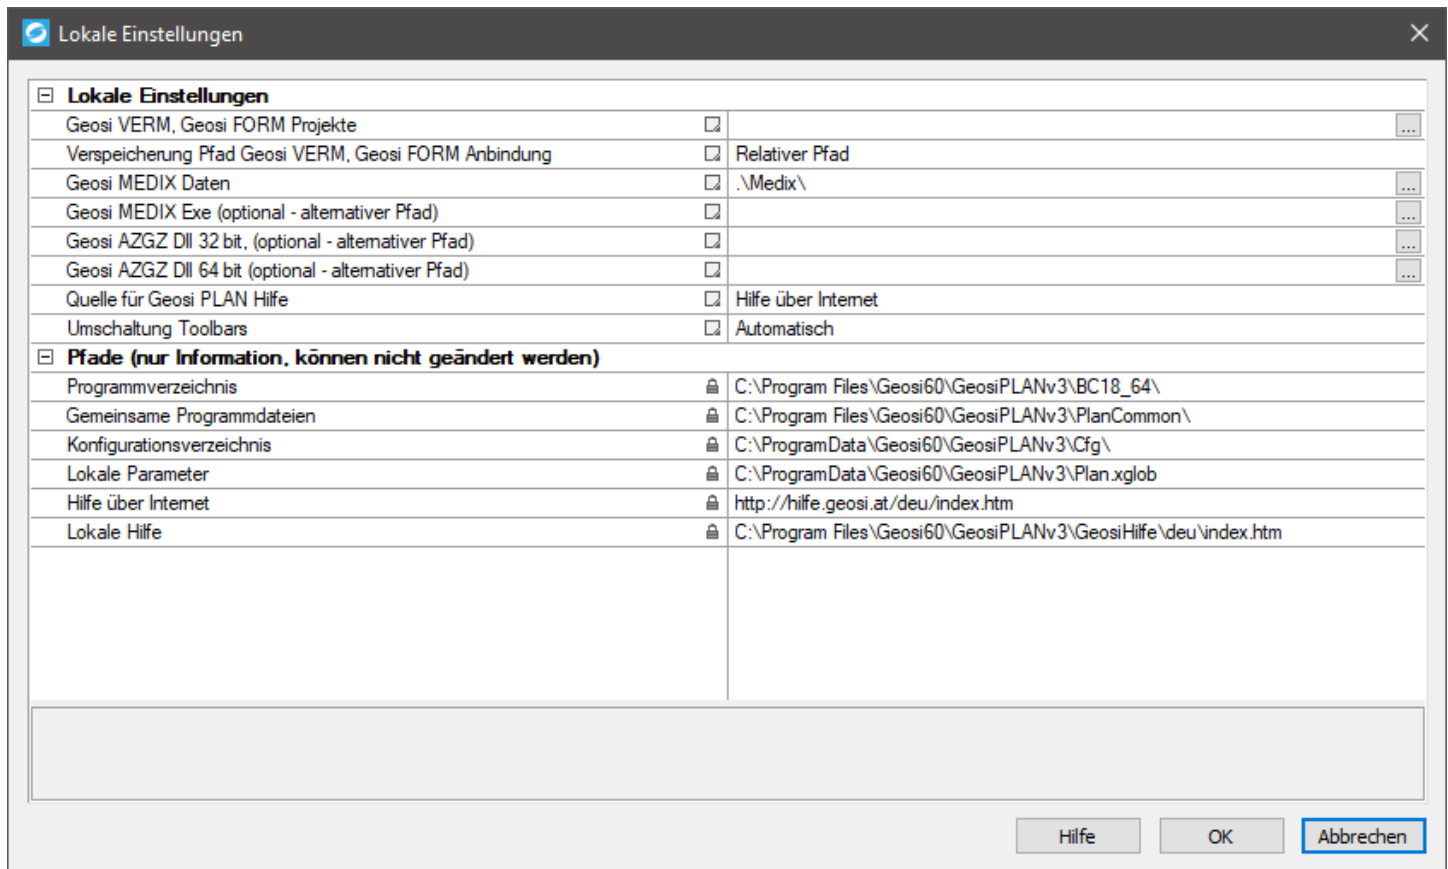 Lokale Einstellungen
Lokale Einstellungen
Geosi VERM, Geosi FORM Projekte ...
Verspeicherung Pfad Geosi VERM, Geosi FORM Anbindung Relativer Pfad
Geosi MEDIX Daten .\Medix\ ...
Geosi MEDIX Exe (optional - alternativer Pfad) ...
Geosi AZGZ Dll 32 bit, (optional - alternativer Pfad) ...
Geosi AZGZ Dll 64 bit (optional - alternativer Pfad) ...
Quelle für Geosi PLAN Hilfe Hilfe über Internet
Umschaltung Toolbars Automatisch
Pfade (nur Information, können nicht geändert werden)
Programmverzeichnis C:\Program Files\Geosi60\GeosiPLANv3\BC18_64\
Gemeinsame Programmdateien C:\Program Files\Geosi60\GeosiPLANv3\PlanCommon\
Konfigurationsverzeichnis C:\ProgramData\Geosi60\GeosiPLANv3\Cfg\
Lokale Parameter C:\ProgramData\Geosi60\GeosiPLANv3\Plan.xglob
Hilfe über Internet http://hilfe.geosi.at/deu/index.htm
Lokale Hilfe C:\Program Files\Geosi60\GeosiPLANv3\GeosiHilfe\deu\index.htm
Hilfe OK Abbrechen